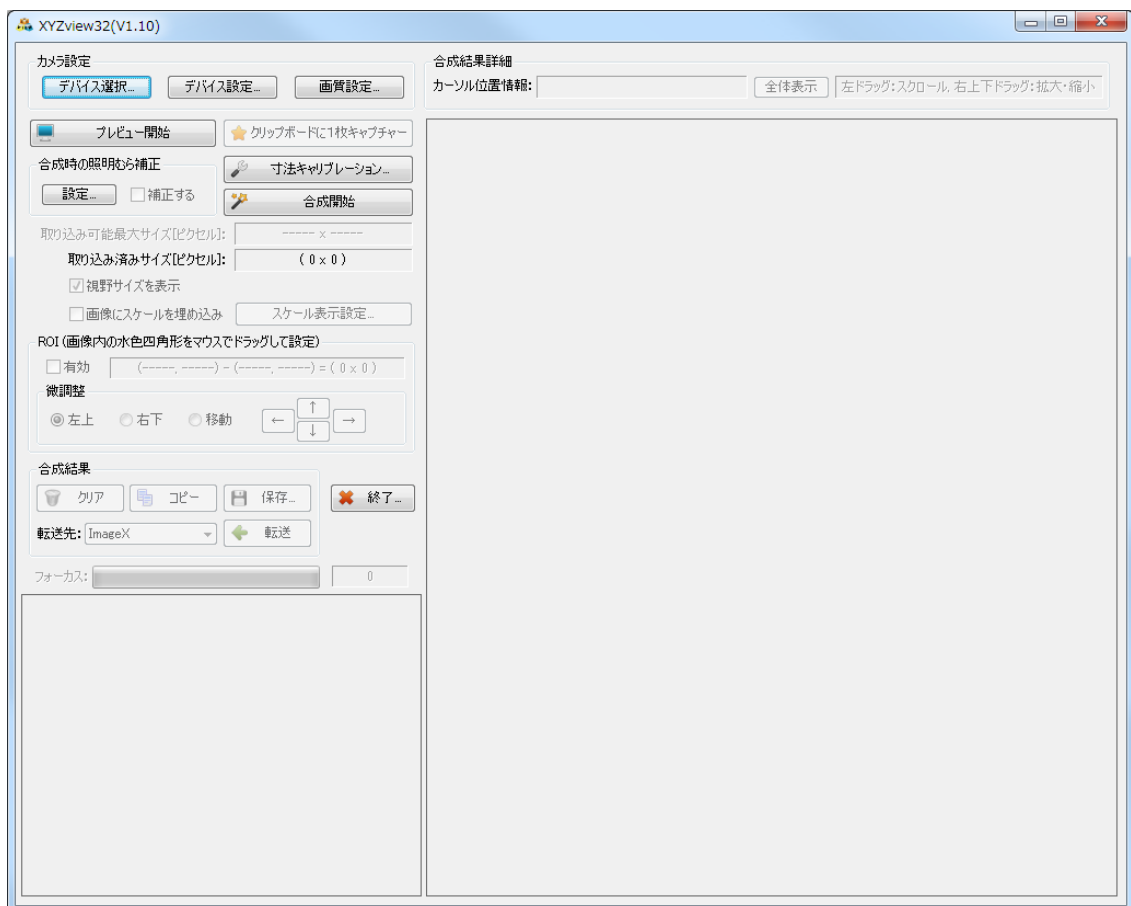 XYZview32(V1.10)
カメラ設定
デバイス選択...
デバイス設定...
画質設定...
合成結果詳細
カーソル位置情報:
全体表示
左ドラッグ:スクロール, 右上下ドラッグ:拡大・縮小
プレビュー開始
クリップボードに1枚キャプチャー
合成時の照明むら補正
設定...
補正する
寸法キャリブレーション...
合成開始
取り込み可能最大サイズ[ピクセル]:
----- x -----
取り込み済みサイズ[ピクセル]:
( 0 x 0 )
視野サイズを表示
画像にスケールを埋め込み
スケール表示設定...
ROI (画像内の水色四角形をマウスでドラッグして設定)
有効
(-----, -----) - (-----, -----) = ( 0 x 0 )
微調整
左上
右下
移動
←
↑
↓
→
合成結果
クリア
コピー
保存...
終了...
転送先:
ImageX
転送
フォーカス:
0